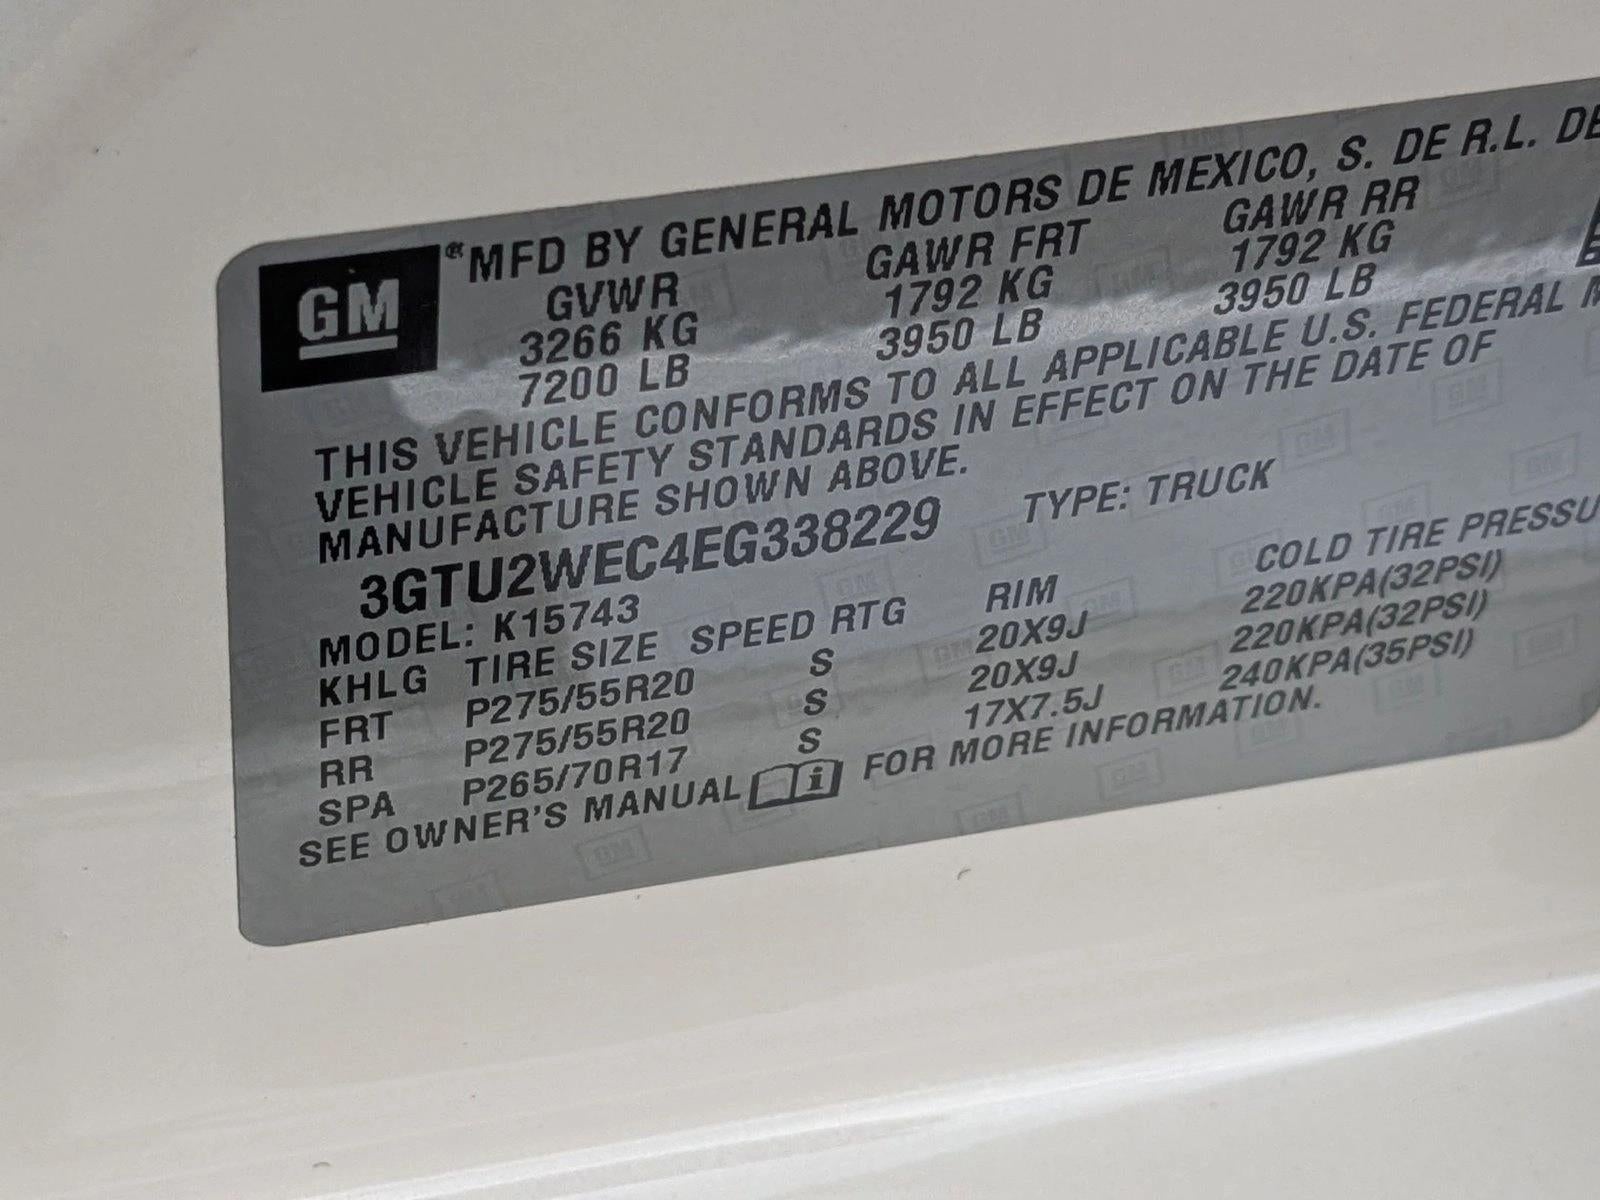 GM
® MFD BY GENERAL MOTORS DE MEXICO, S. DE R.L. DE
GVWR GAWR FRT GAWR RR
3266 KG 1792 KG 1792 KG
7200 LB 3950 LB 3950 LB
THIS VEHICLE CONFORMS TO ALL APPLICABLE U.S. FEDERAL
VEHICLE SAFETY STANDARDS IN EFFECT ON THE DATE OF
MANUFACTURE SHOWN ABOVE.
3GTU2WEC4EG338229 TYPE: TRUCK
MODEL: K15743
KHLG TIRE SIZE SPEED RTG RIM COLD TIRE PRESSU
FRT P275/55R20 S 20X9J 220KPA(32PSI)
RR P275/55R20 S 20X9J 220KPA(32PSI)
SPA P265/70R17 S 17X7.5J 240KPA(35PSI)
SEE OWNER'S MANUAL i FOR MORE INFORMATION.